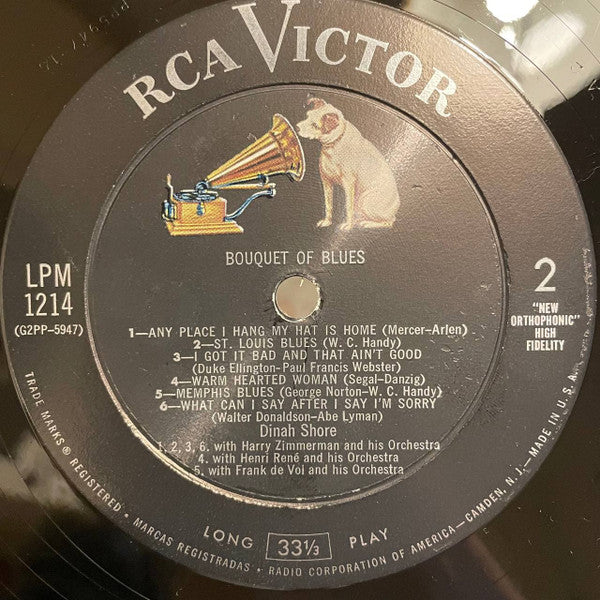 RCA VICTOR
BOUQUET OF BLUES
LPM
1214
(G2PP-5947)
2
"NEW
ORTHOPHONIC"
HIGH
FIDELITY
1—ANY PLACE I HANG MY HAT IS HOME (Mercer-Arlen)
2—ST. LOUIS BLUES (W. C. Handy)
3—I GOT IT BAD AND THAT AIN'T GOOD
(Duke Ellington-Paul Francis Webster)
4—WARM HEARTED WOMAN (Segal-Danzig)
5—MEMPHIS BLUES (George Norton-W. C. Handy)
6—WHAT CAN I SAY AFTER I SAY I'M SORRY
(Walter Donaldson-Abe Lyman)
Dinah Shore
1, 2, 3, 6, with Harry Zimmerman and his Orchestra
4. with Henri René and his Orchestra
5. with Frank de Voi and his Orchestra
LONG 33⅓ PLAY
TRADE MARKS ® REGISTERED • MARCAS REGISTRADAS • RADIO CORPORATION OF AMERICA—CAMDEN, N.J.—MADE IN U.S.A.